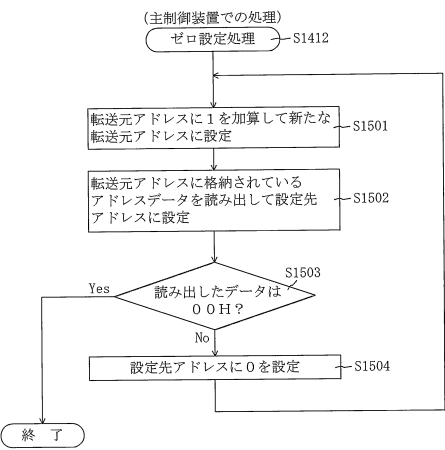 (主制御装置での処理)
ゼロ設定処理
S1412
転送元アドレスに1を加算して新たな
転送元アドレスに設定
S1501
転送元アドレスに格納されている
アドレスデータを読み出して設定先
アドレスに設定
S1502
S1503
読み出したデータは
00H?
Yes
No
設定先アドレスに0を設定
S1504
終 了